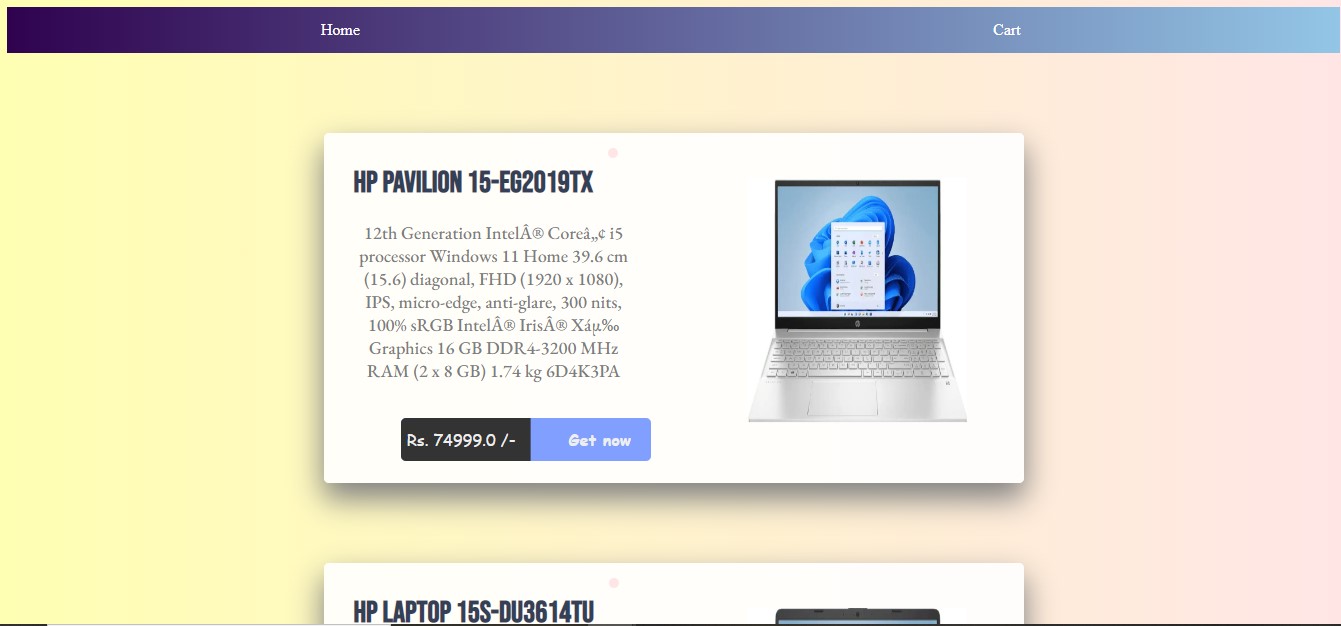 Home
Cart
HP PAVILION 15-EG2019TX
12th Generation IntelÂ® Coreâ„¢ i5
processor Windows 11 Home 39.6 cm
(15.6) diagonal, FHD (1920 x 1080),
IPS, micro-edge, anti-glare, 300 nits,
100% sRGB IntelÂ® IrisÂ® Xáµ‰
Graphics 16 GB DDR4-3200 MHz
RAM (2 x 8 GB) 1.74 kg 6D4K3PA
Rs. 74999.0 /-
Get now
HP LAPTOP 15S-DU3614TU